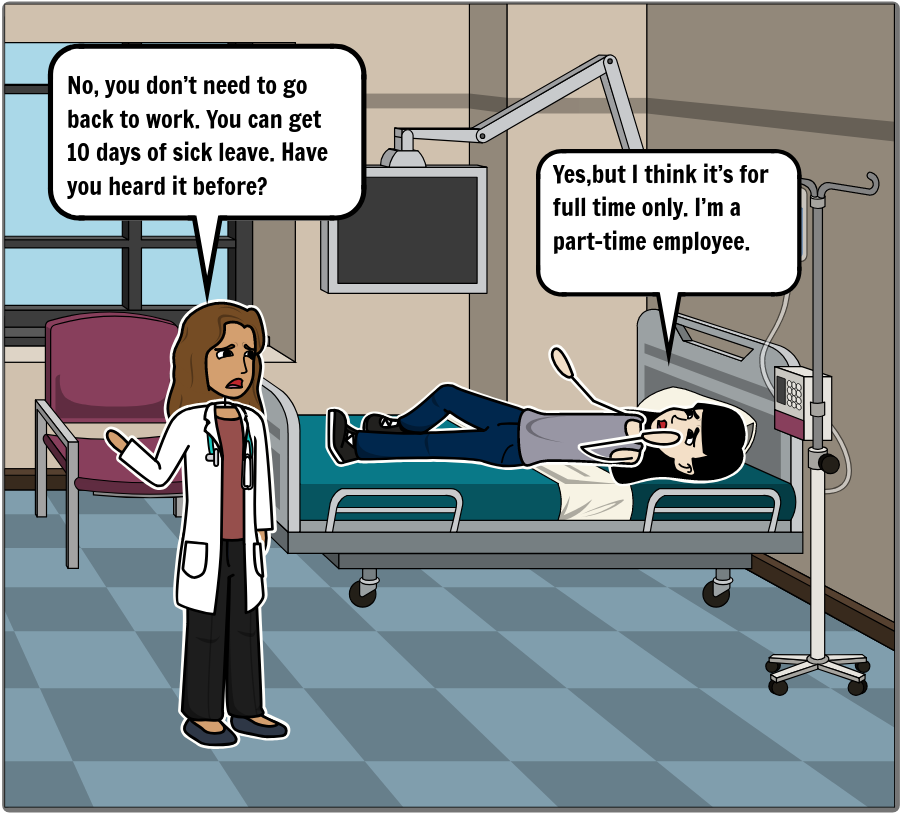 No, you don't need to go
back to work. You can get
10 days of sick leave. Have
you heard it before?
Yes,but I think it's for
full time only. I'm a
part-time employee.